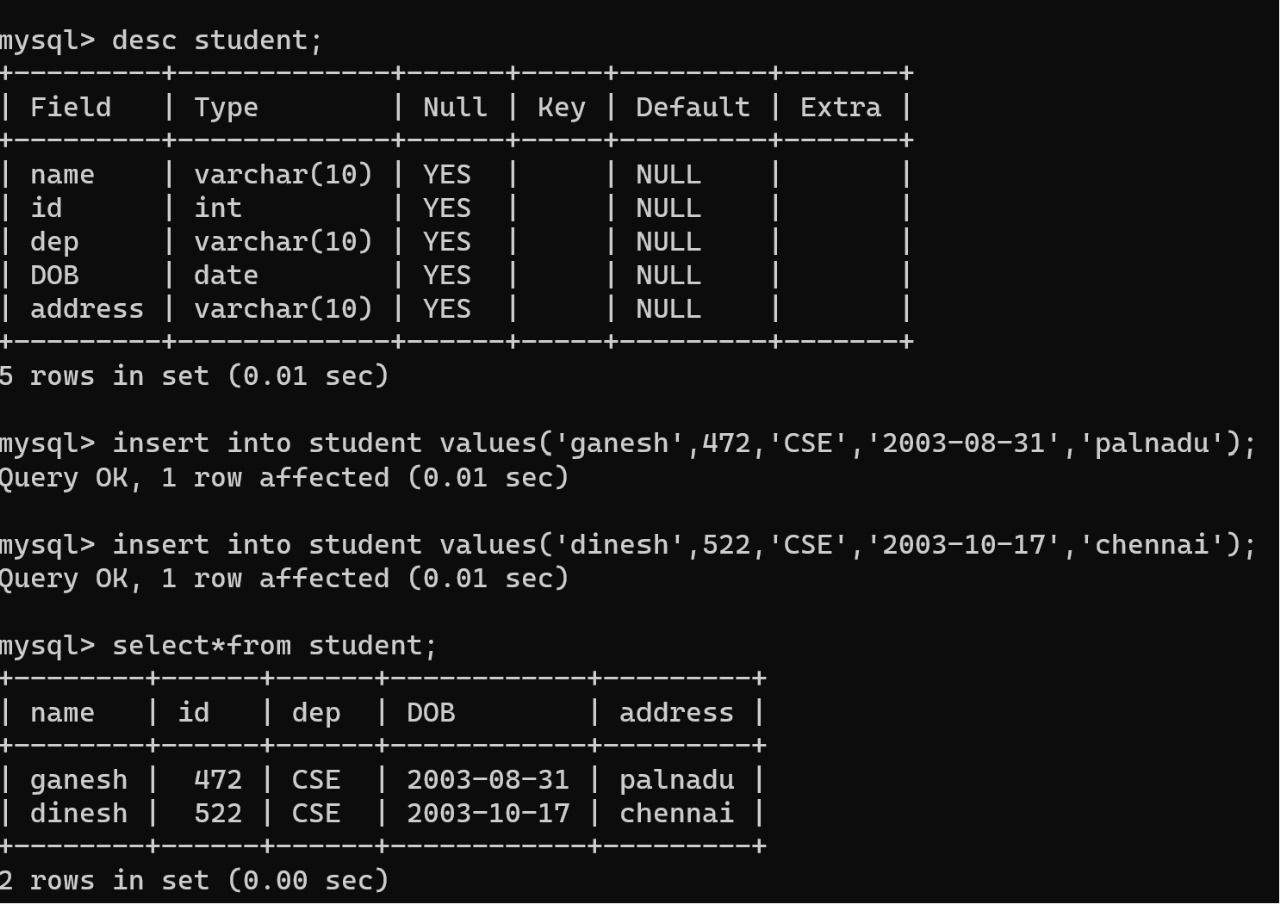 mysql> desc student;
+---------+-------------+------+-----+---------+-------+
| Field   | Type        | Null | Key | Default | Extra |
+---------+-------------+------+-----+---------+-------+
| name    | varchar(10) | YES  |     | NULL    |       |
| id      | int         | YES  |     | NULL    |       |
| dep     | varchar(10) | YES  |     | NULL    |       |
| DOB     | date        | YES  |     | NULL    |       |
| address | varchar(10) | YES  |     | NULL    |       |
+---------+-------------+------+-----+---------+-------+
5 rows in set (0.01 sec)
mysql> insert into student values('ganesh',472,'CSE','2003-08-31','palnadu');
Query OK, 1 row affected (0.01 sec)
mysql> insert into student values('dinesh',522,'CSE','2003-10-17','chennai');
Query OK, 1 row affected (0.01 sec)
mysql> select*from student;
+--------+------+------+------------+---------+
| name   | id   | dep  | DOB        | address |
+--------+------+------+------------+---------+
| ganesh |  472 | CSE  | 2003-08-31 | palnadu |
| dinesh |  522 | CSE  | 2003-10-17 | chennai |
+--------+------+------+------------+---------+
2 rows in set (0.00 sec)